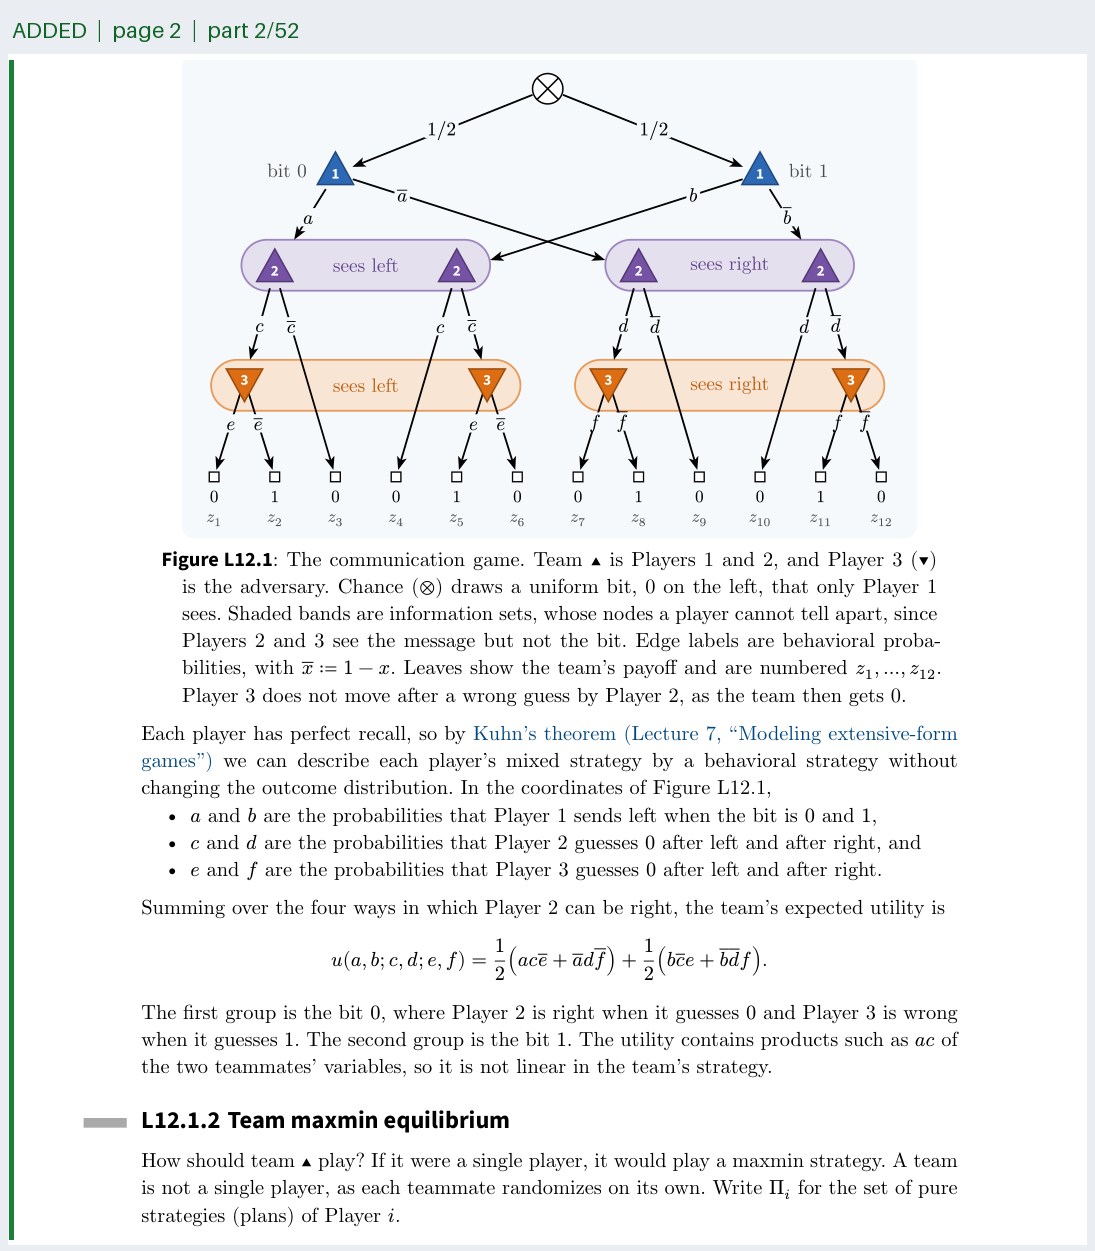 ADDED | page 2 | part 2/52
1/2 1/2
bit 0 1 1 bit 1
a̅ b
a b̅
2 sees left 2 2 sees right 2
c c̅ c c̅ d d̅ d d̅
3 sees left 3 3 sees right 3
e e̅ e e̅ f f̅ f f̅
0 1 0 0 1 0 0 1 0 0 1 0
z₁ z₂ z₃ z₄ z₅ z₆ z₇ z₈ z₉ z₁₀ z₁₁ z₁₂
Figure L12.1: The communication game. Team ▲ is Players 1 and 2, and Player 3 (▼)
is the adversary. Chance (⊗) draws a uniform bit, 0 on the left, that only Player 1
sees. Shaded bands are information sets, whose nodes a player cannot tell apart, since
Players 2 and 3 see the message but not the bit. Edge labels are behavioral proba-
bilities, with x̅ := 1 − x. Leaves show the team's payoff and are numbered z₁, ..., z₁₂.
Player 3 does not move after a wrong guess by Player 2, as the team then gets 0.
Each player has perfect recall, so by Kuhn's theorem (Lecture 7, “Modeling extensive-form
games”) we can describe each player's mixed strategy by a behavioral strategy without
changing the outcome distribution. In the coordinates of Figure L12.1,
• a and b are the probabilities that Player 1 sends left when the bit is 0 and 1,
• c and d are the probabilities that Player 2 guesses 0 after left and after right, and
• e and f are the probabilities that Player 3 guesses 0 after left and after right.
Summing over the four ways in which Player 2 can be right, the team's expected utility is
u(a, b; c, d; e, f) = 1/2 (ace̅ + a̅df̅) + 1/2 (bc̅e + b̅d̅f).
The first group is the bit 0, where Player 2 is right when it guesses 0 and Player 3 is wrong
when it guesses 1. The second group is the bit 1. The utility contains products such as ac of
the two teammates' variables, so it is not linear in the team's strategy.
L12.1.2 Team maxmin equilibrium
How should team ▲ play? If it were a single player, it would play a maxmin strategy. A team
is not a single player, as each teammate randomizes on its own. Write Πᵢ for the set of pure
strategies (plans) of Player i.